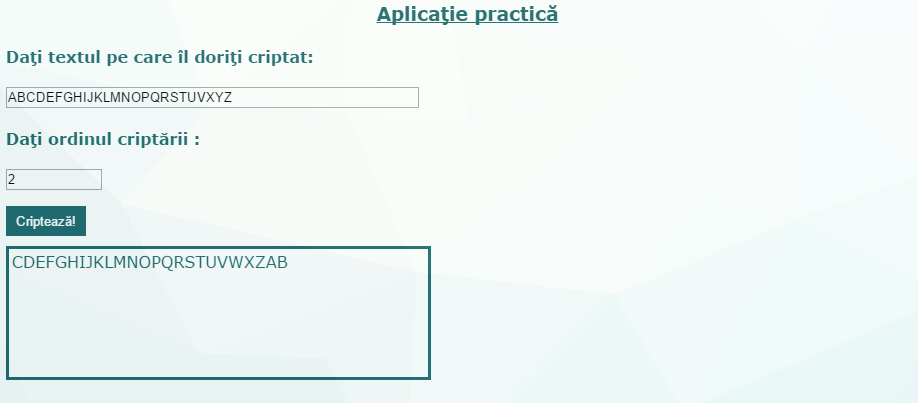 Aplicaţie practică
Daţi textul pe care îl doriţi criptat:
ABCDEFGHIJKLMNOPQRSTUVXYZ
Daţi ordinul criptării :
2
Criptează!
CDEFGHIJKLMNOPQRSTUVWXZAB